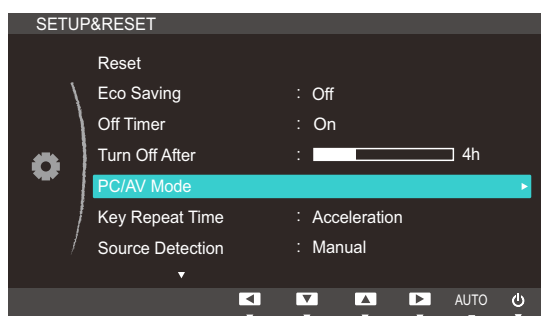 SETUP&RESET
Reset
Eco Saving : Off
Off Timer : On
Turn Off After : 4h
PC/AV Mode
Key Repeat Time : Acceleration
Source Detection : Manual
AUTO